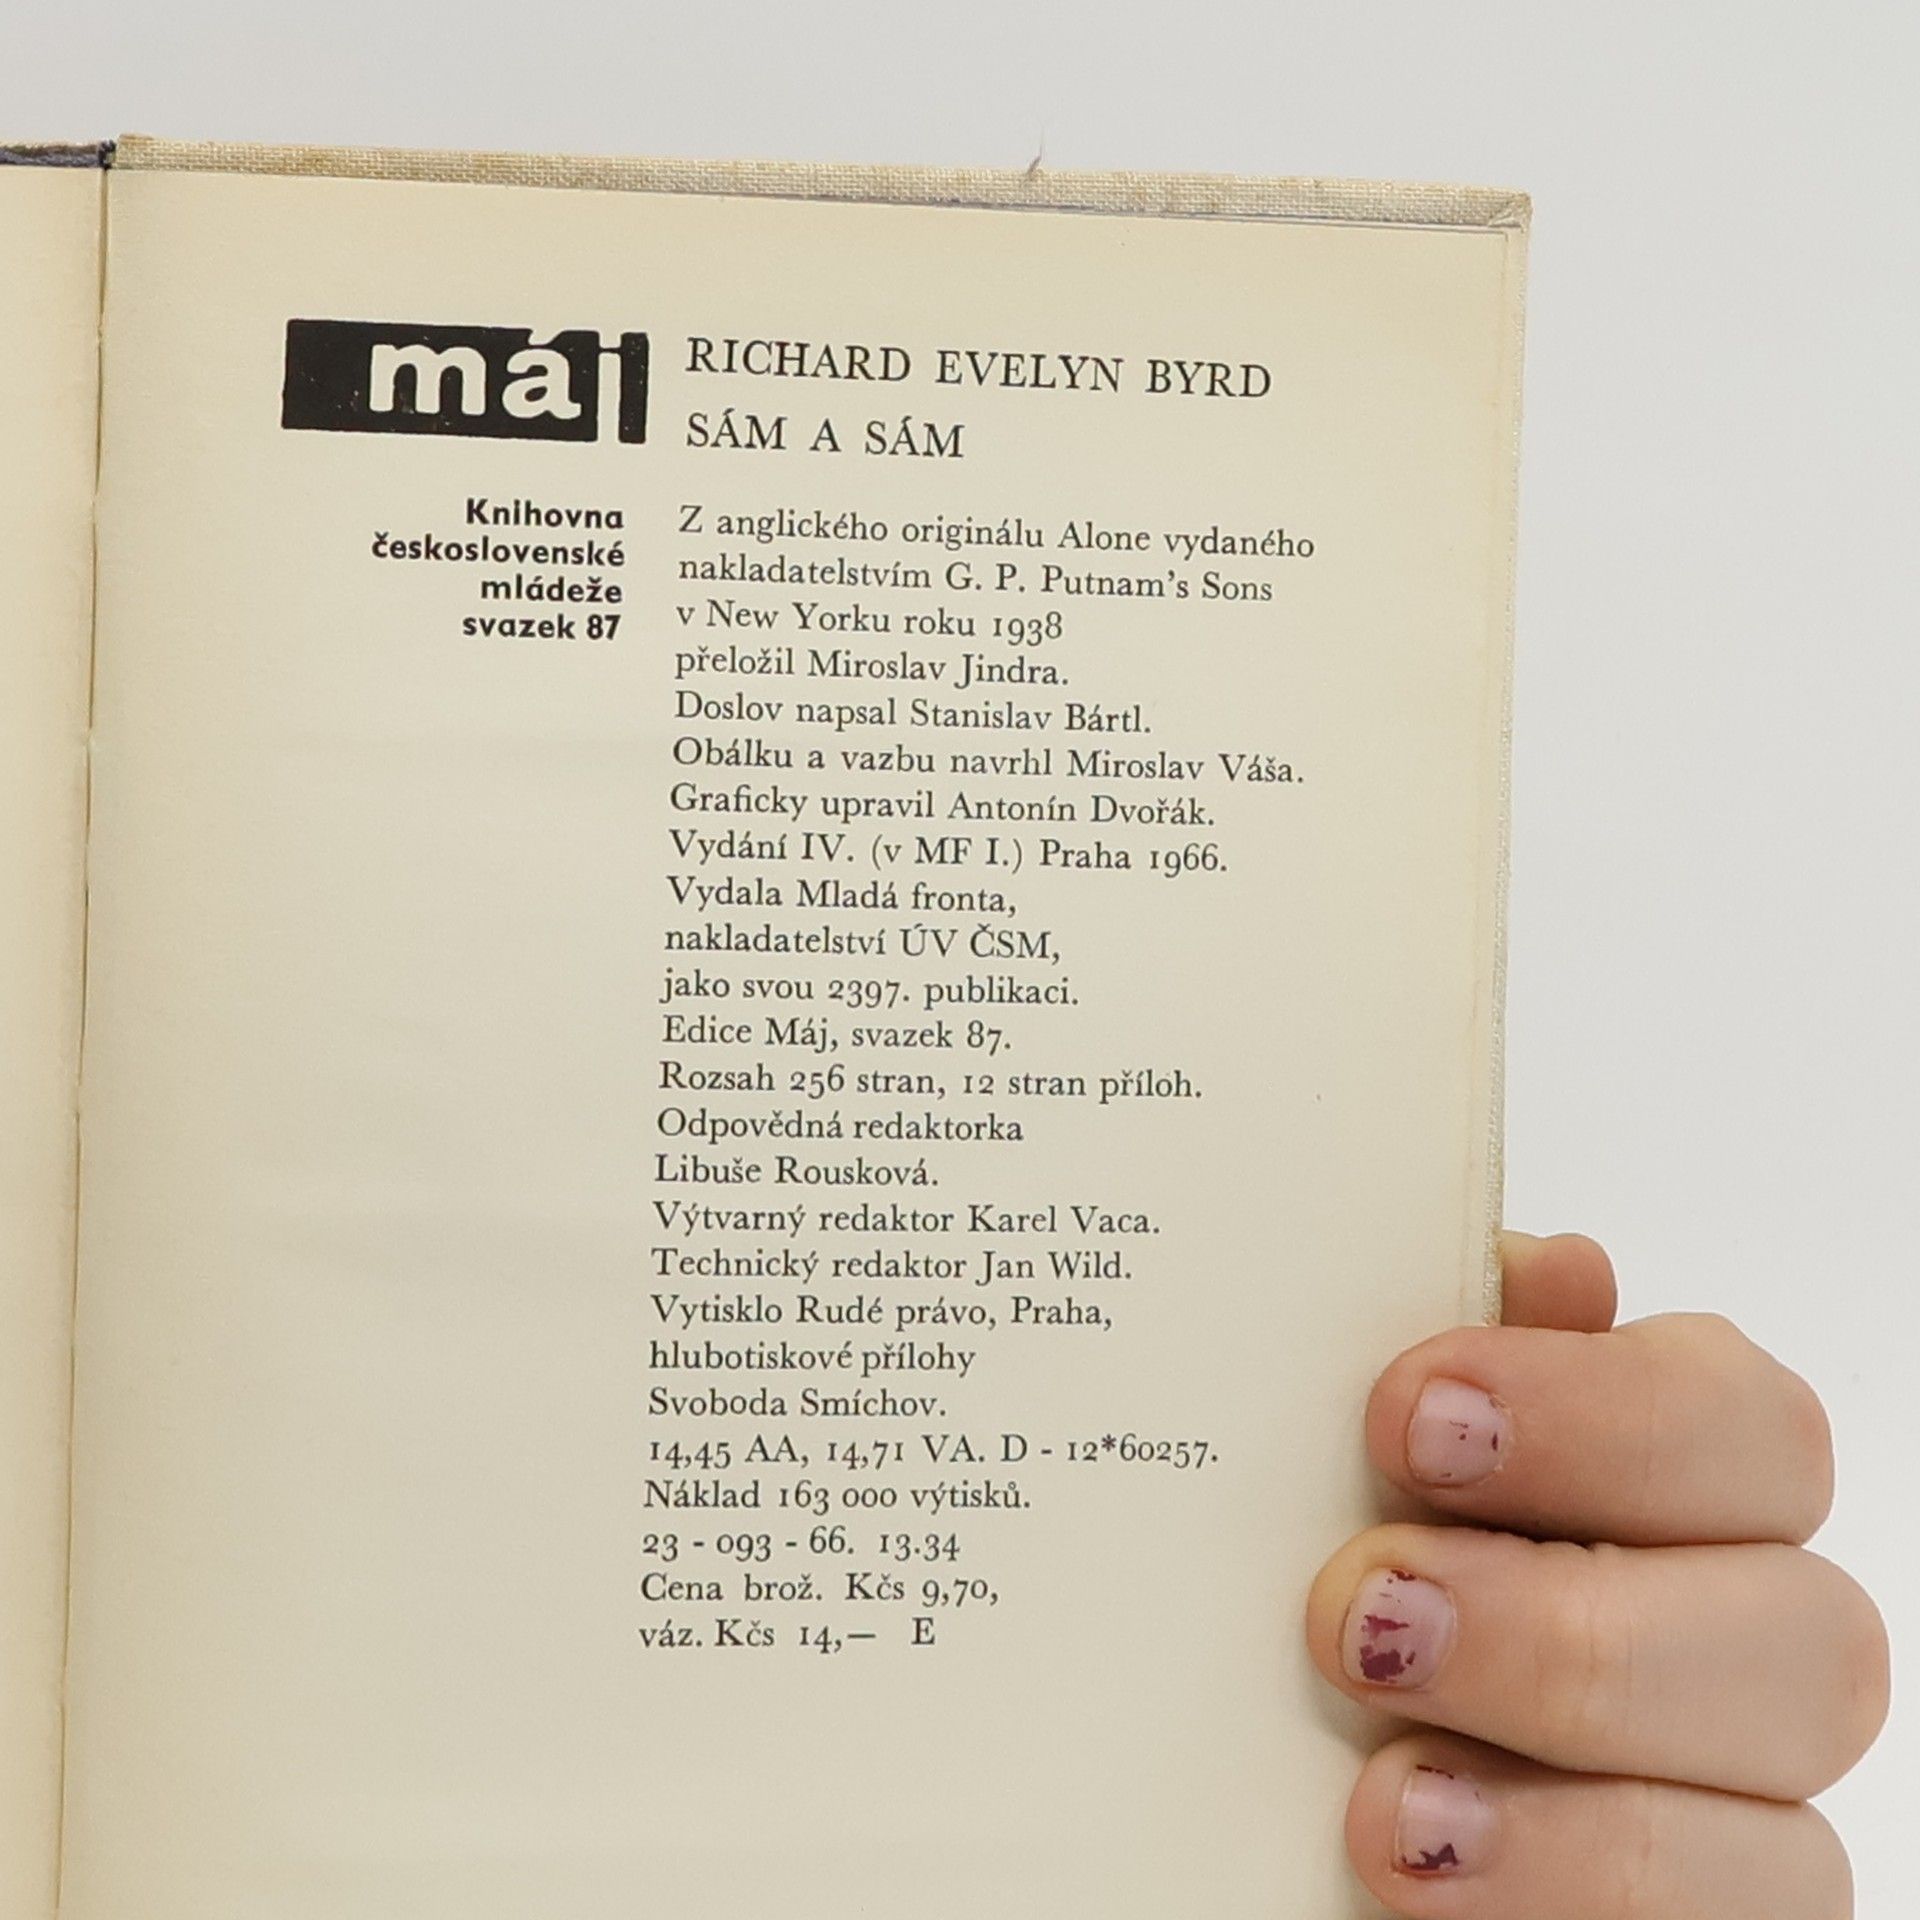 máj
Knihovna
československé
mládeže
svazek 87
RICHARD EVELYN BYRD
SÁM A SÁM
Z anglického originálu Alone vydaného
nakladatelstvím G. P. Putnam’s Sons
v New Yorku roku 1938
přeložil Miroslav Jindra.
Doslov napsal Stanislav Bártl.
Obálku a vazbu navrhl Miroslav Váša.
Graficky upravil Antonín Dvořák.
Vydání IV. (v MF I.) Praha 1966.
Vydala Mladá fronta,
nakladatelství ÚV ČSM,
jako svou 2397. publikaci.
Edice Máj, svazek 87.
Rozsah 256 stran, 12 stran příloh.
Odpovědná redaktorka
Libuše Rousková.
Výtvarný redaktor Karel Vaca.
Technický redaktor Jan Wild.
Vytisklo Rudé právo, Praha,
hlubotiskové přílohy
Svoboda Smíchov.
14,45 AA, 14,71 VA. D - 12*60257.
Náklad 163 000 výtisků.
23 - 093 - 66. 13.34
Cena brož. Kčs 9,70,
váz. Kčs 14,— E